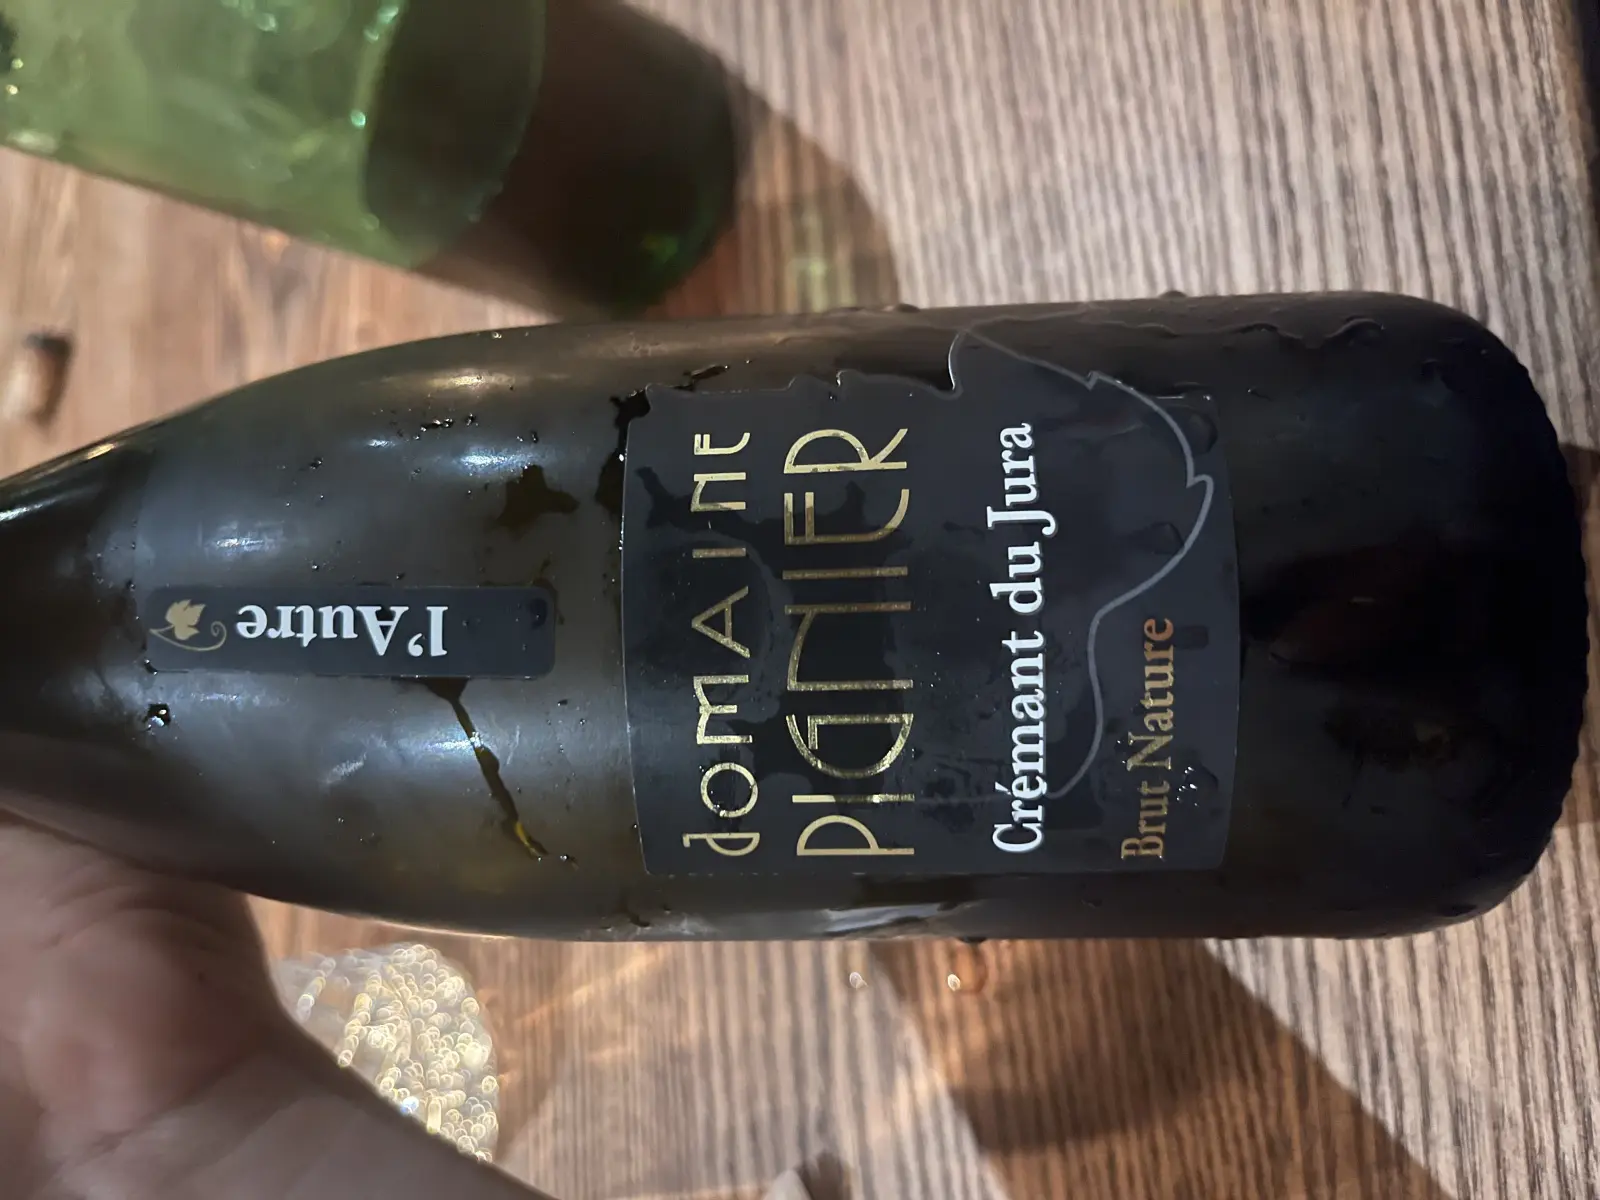 l'Autre
domaine
PIGNIER
Crémant du Jura
Brut Nature